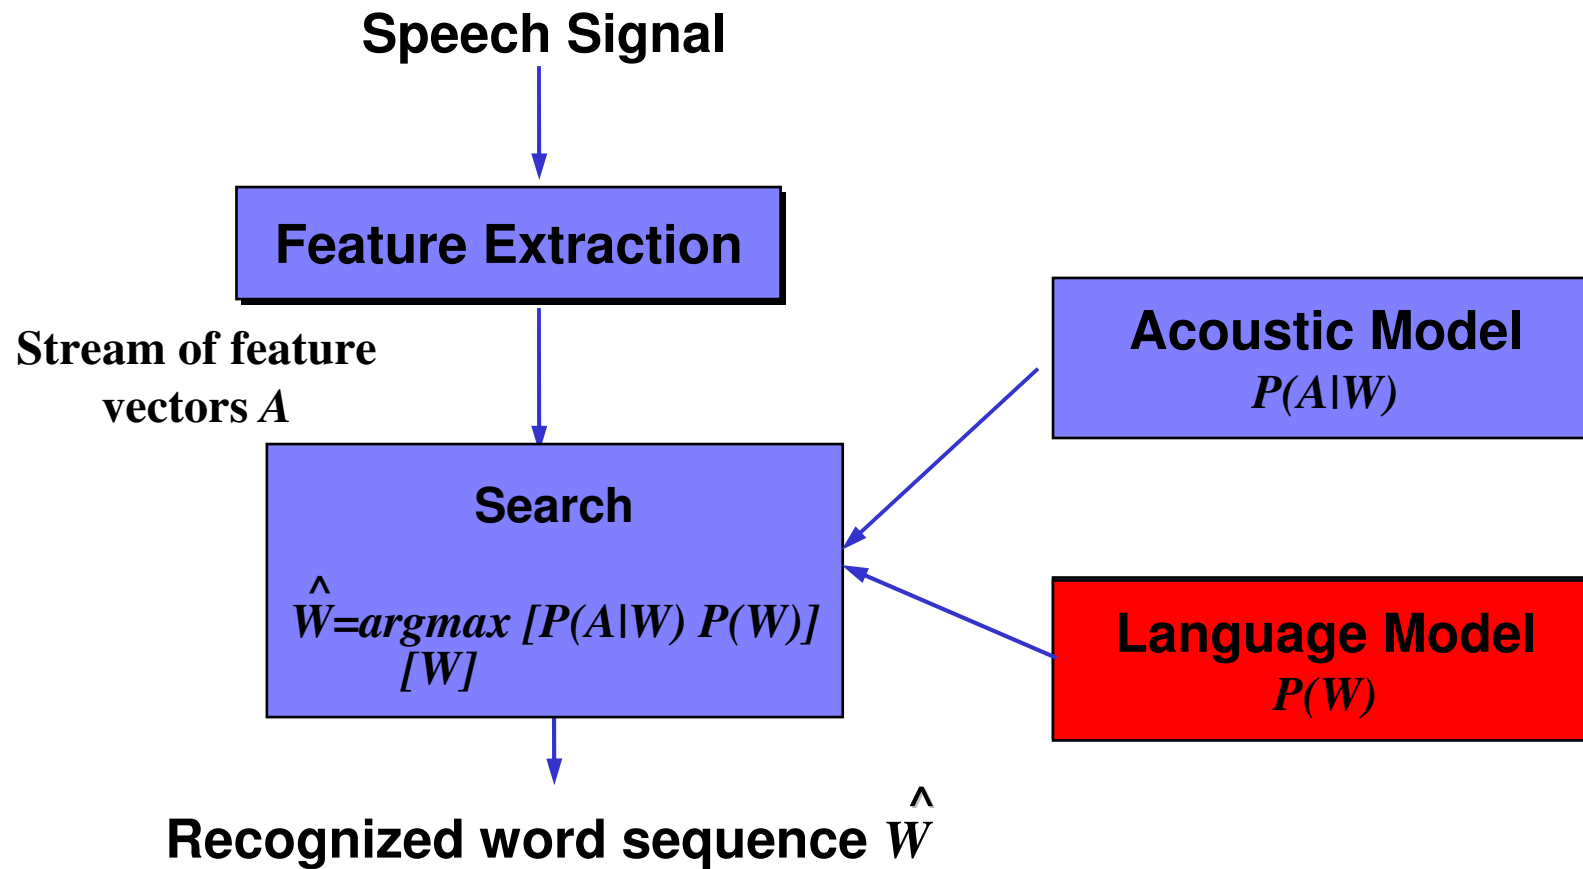 Speech Signal
Feature Extraction
Stream of feature
vectors A
Acoustic Model
P(A|W)
Search
Ŵ=argmax [P(A|W) P(W)]
[W]
Language Model
P(W)
Recognized word sequence Ŵ